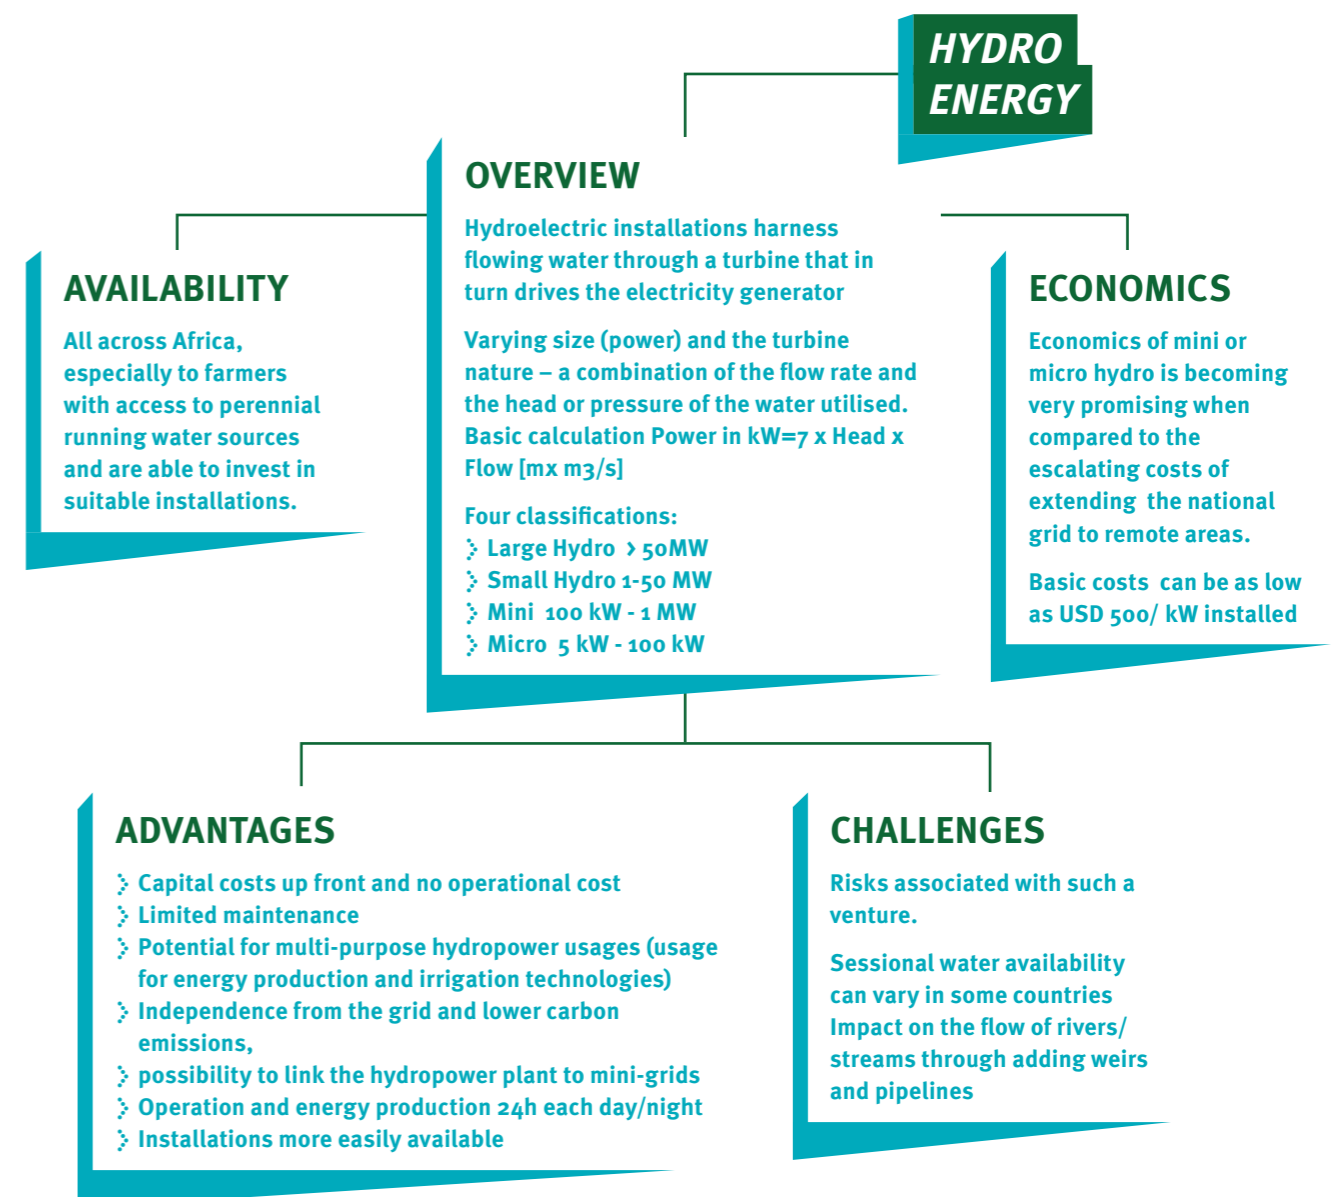 HYDRO
ENERGY
OVERVIEW
Hydroelectric installations harness
flowing water through a turbine that in
turn drives the electricity generator
Varying size (power) and the turbine
nature – a combination of the flow rate and
the head or pressure of the water utilised.
Basic calculation Power in kW=7 x Head x
Flow [mx m3/s]
Four classifications:
Large Hydro > 50MW
Small Hydro 1-50 MW
Mini 100 kW - 1 MW
Micro 5 kW - 100 kW
AVAILABILITY
All across Africa,
especially to farmers
with access to perennial
running water sources
and are able to invest in
suitable installations.
ECONOMICS
Economics of mini or
micro hydro is becoming
very promising when
compared to the
escalating costs of
extending the national
grid to remote areas.
Basic costs can be as low
as USD 500/ kW installed
ADVANTAGES
Capital costs up front and no operational cost
Limited maintenance
Potential for multi-purpose hydropower usages (usage
for energy production and irrigation technologies)
Independence from the grid and lower carbon
emissions,
possibility to link the hydropower plant to mini-grids
Operation and energy production 24h each day/night
Installations more easily available
CHALLENGES
Risks associated with such a
venture.
Sessional water availability
can vary in some countries
Impact on the flow of rivers/
streams through adding weirs
and pipelines